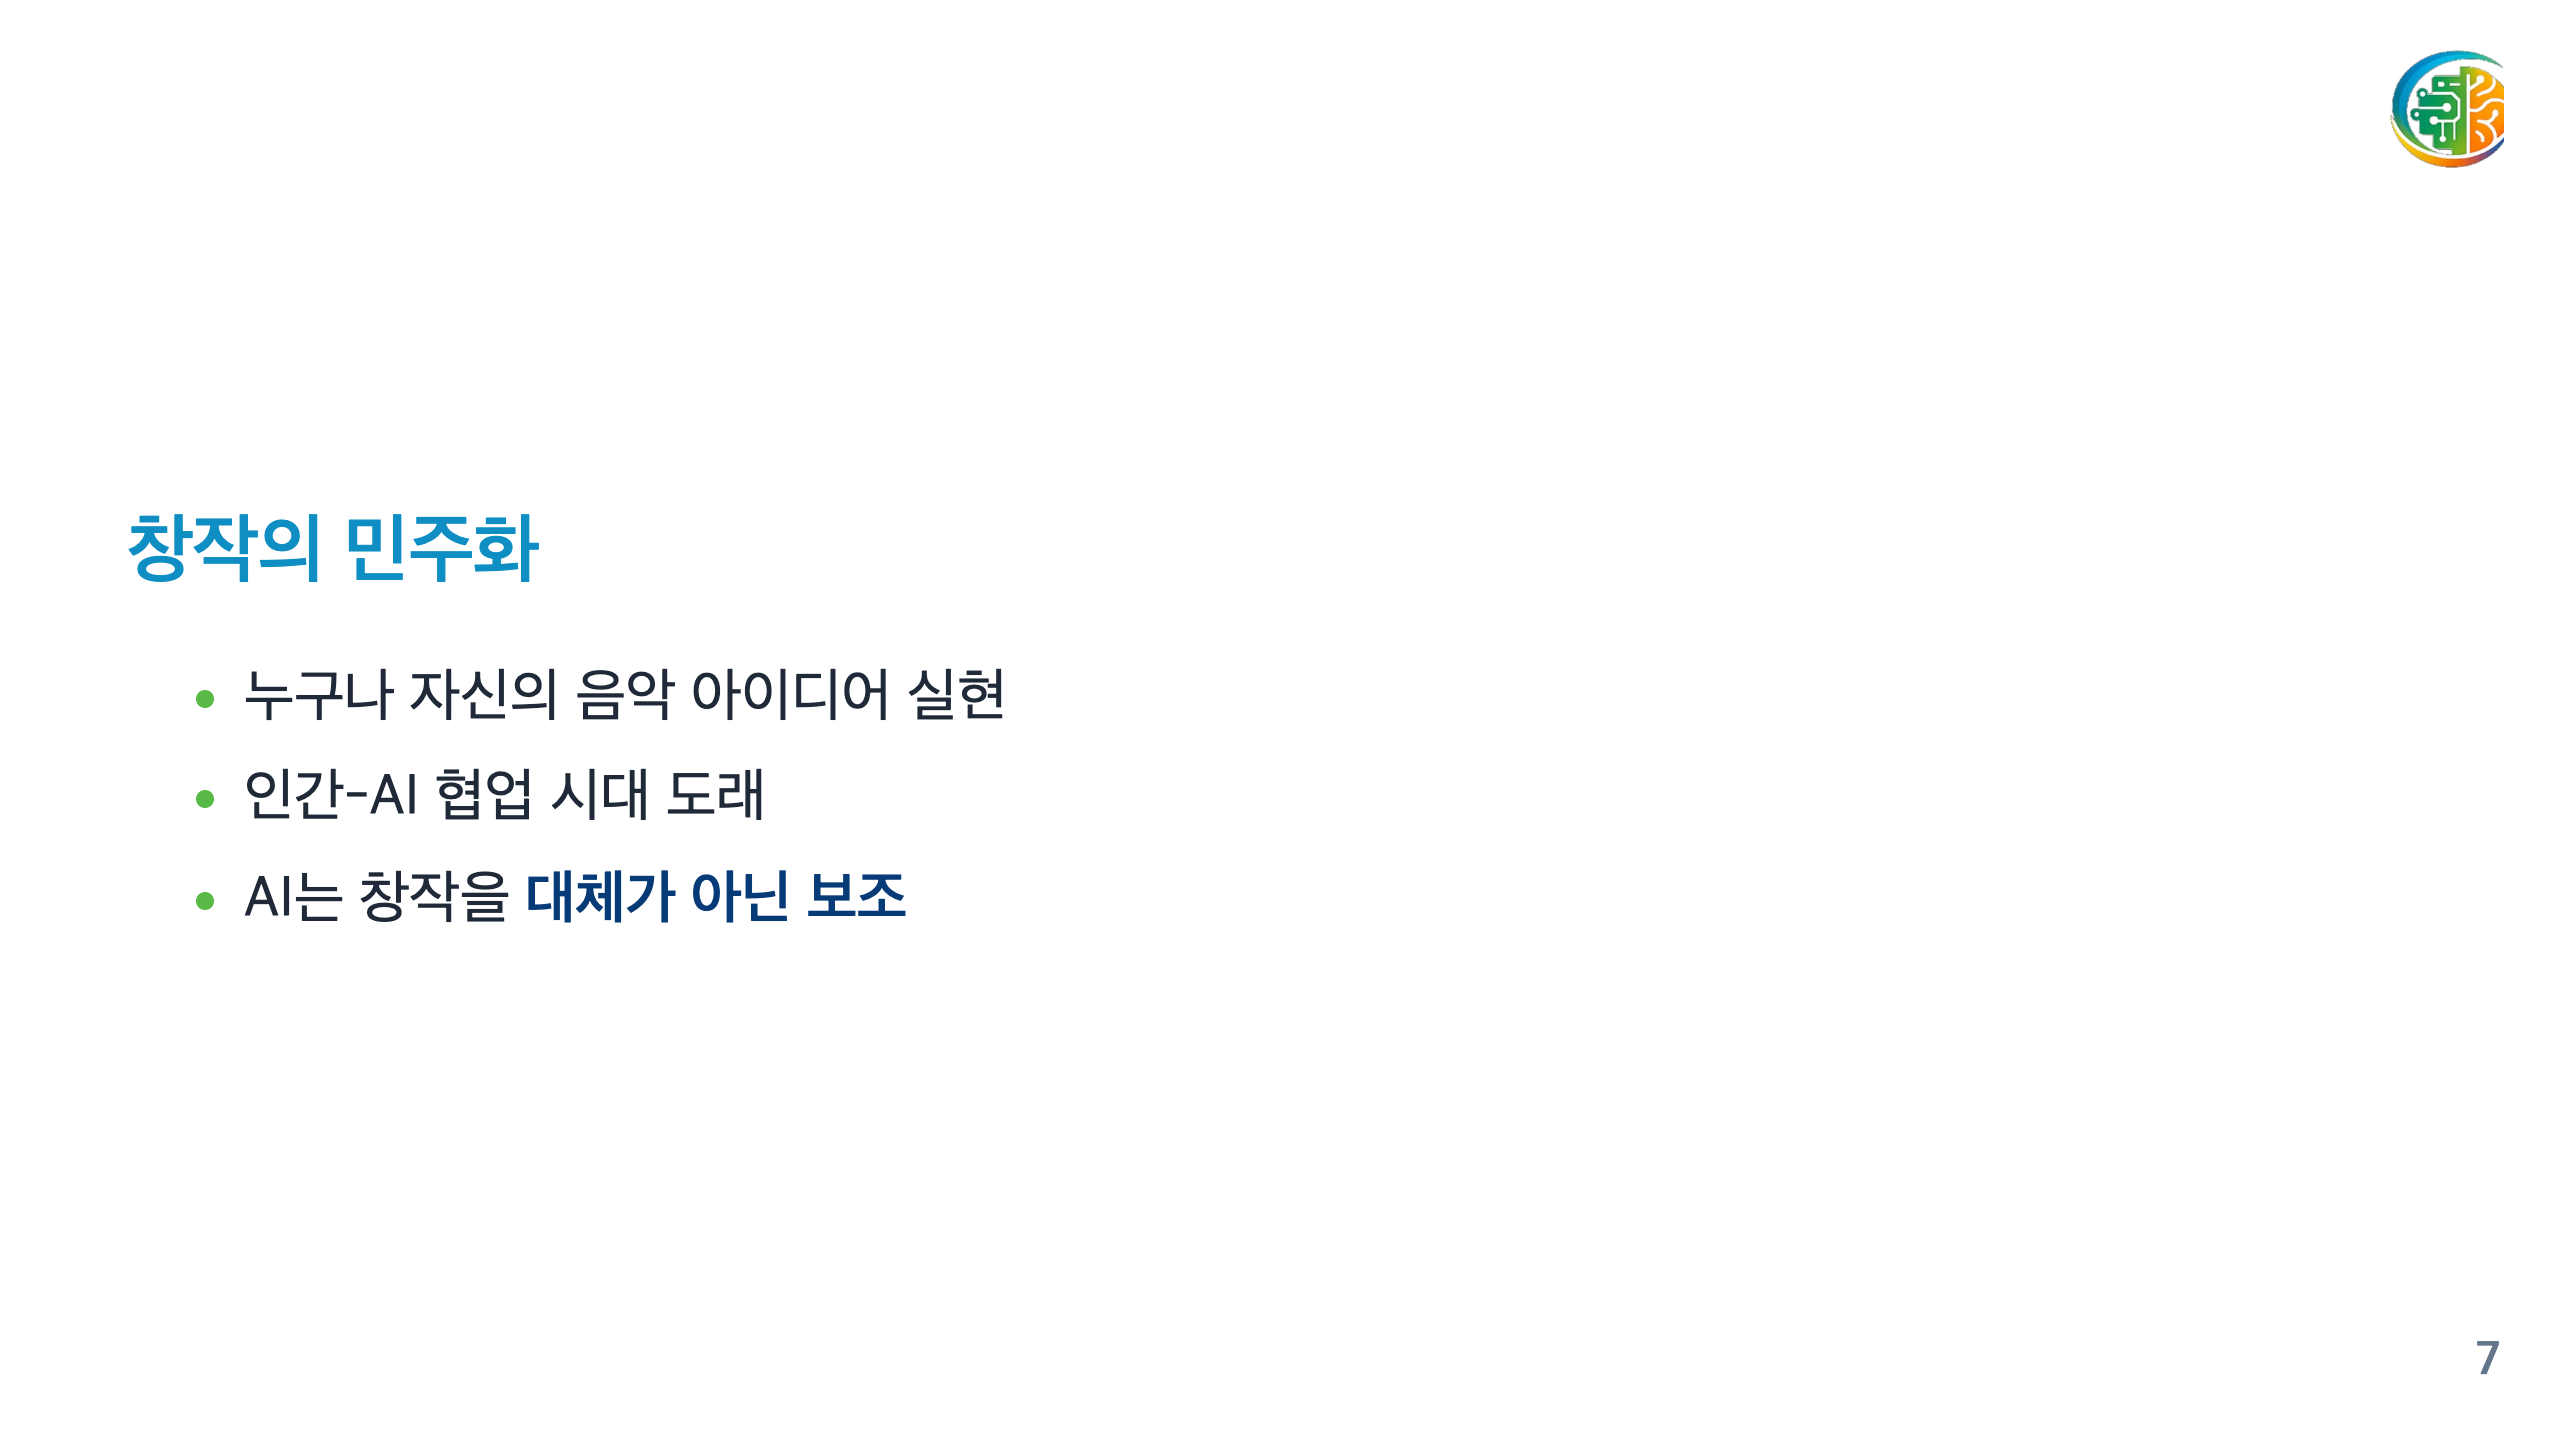 창작의 민주화
누구나 자신의 음악 아이디어 실현
인간-AI 협업 시대 도래
AI는 창작을 대체가 아닌 보조
7